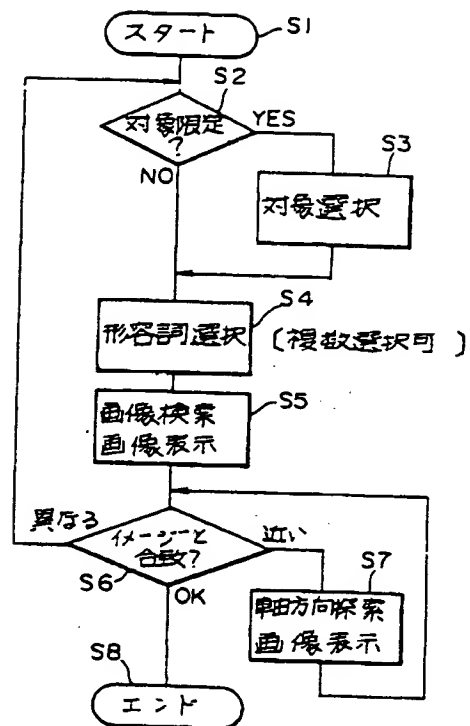 スタート
S1
S2
対象限定
?
YES
NO
S3
対象選択
S4
形容詞選択
〔複数選択可〕
S5
画像検索
画像表示
異なる
イメージと
合致?
近い
S6
OK
S7
軸方向探索
画像表示
S8
エンド